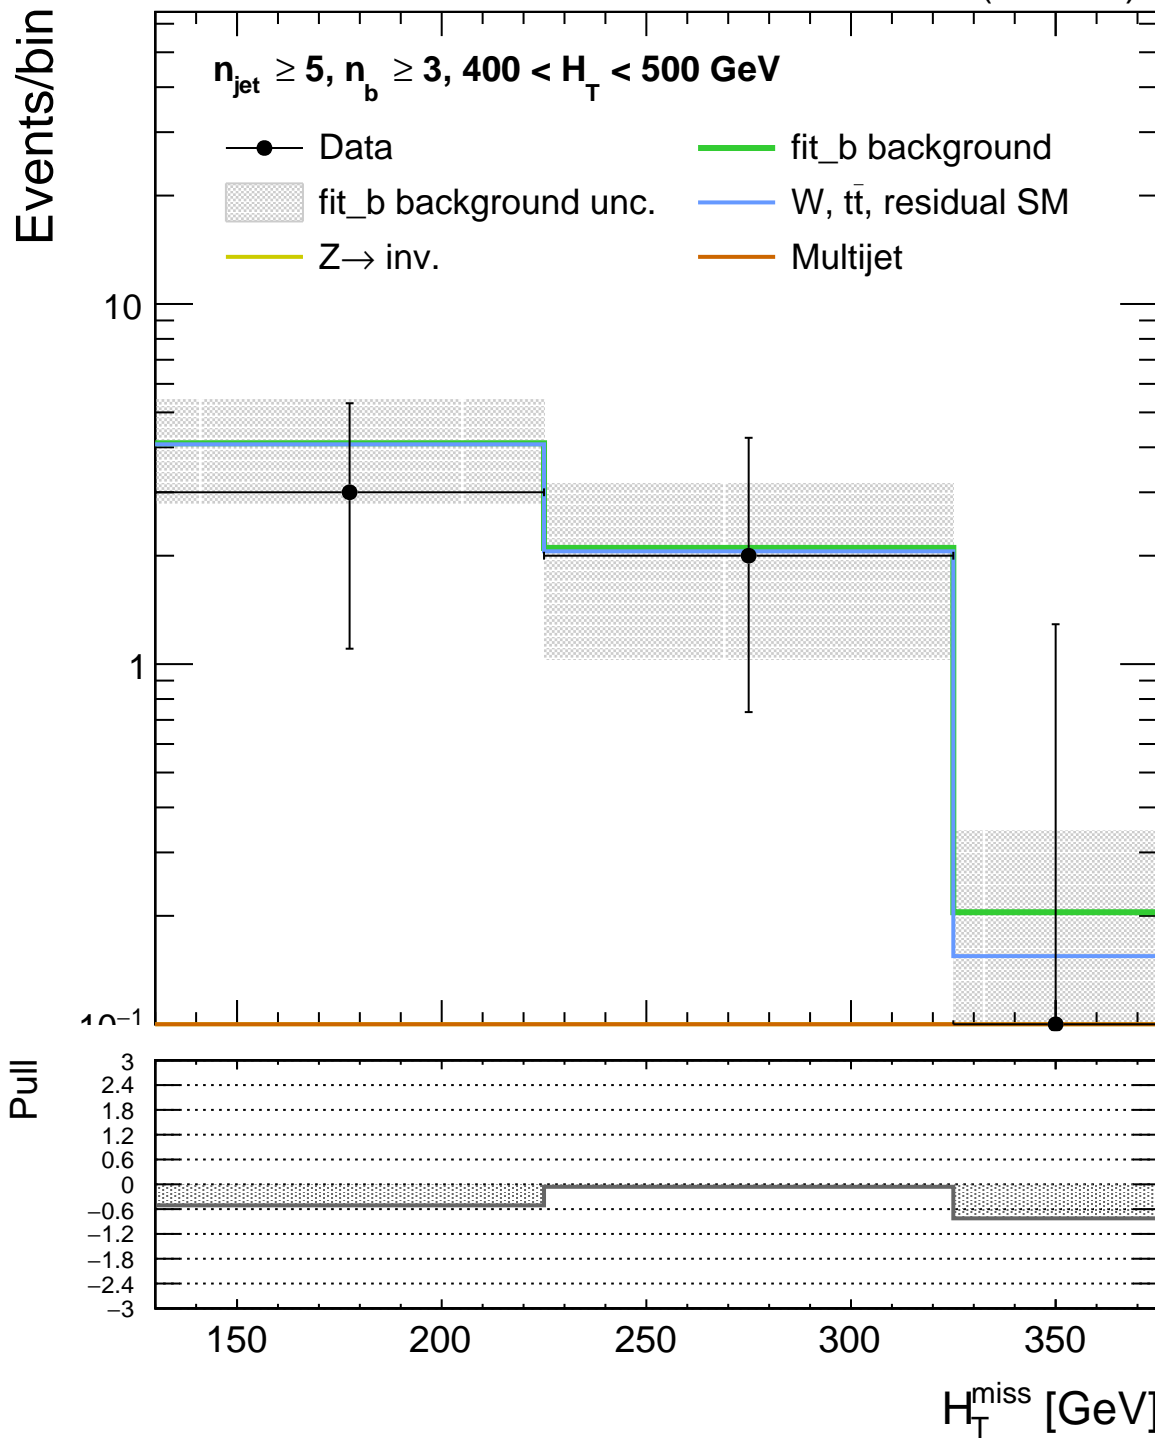 n_jet ≥ 5, n_b ≥ 3, 400 < H_T < 500 GeV
Data
fit_b background
fit_b background unc.
W, tt̄, residual SM
Z→ inv.
Multijet
Events/bin
10
1
10⁻¹
Pull
3
2.4
1.8
1.2
0.6
0
−0.6
−1.2
−1.8
−2.4
−3
150 200 250 300 350
H_T^miss [GeV]